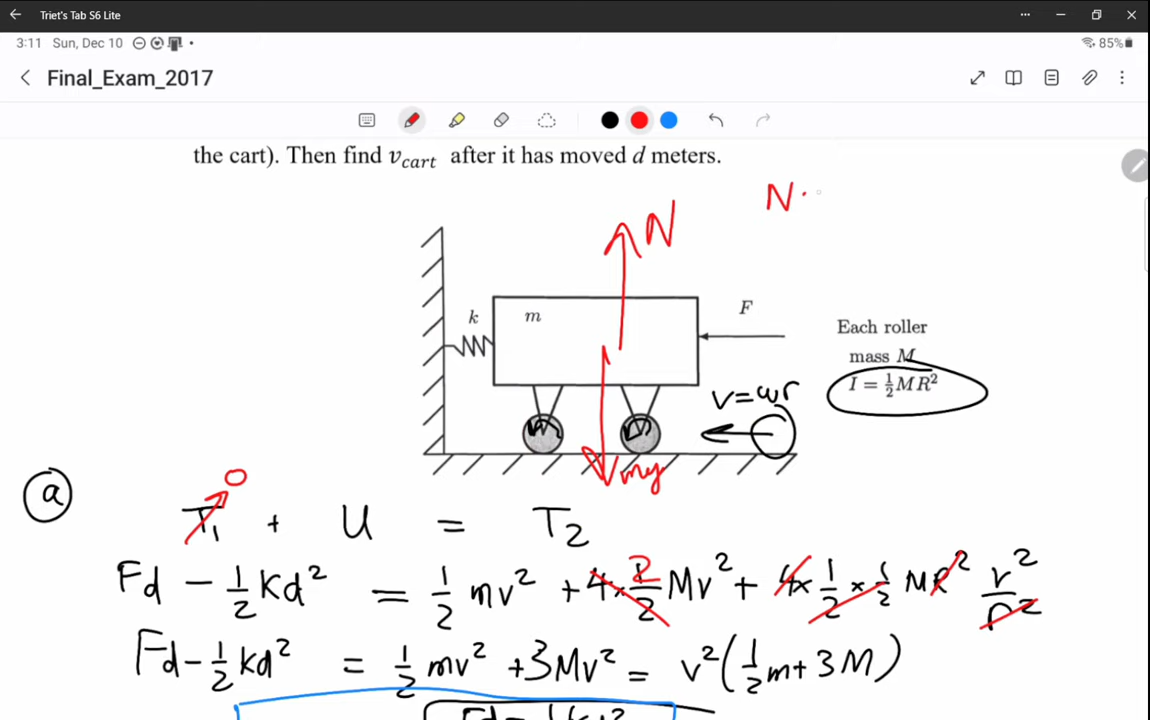 Triet's Tab S6 Lite
3:11 Sun, Dec 10
85%
Final_Exam_2017
the cart). Then find v_cart after it has moved d meters.
N ·
N
k
m
F
Each roller
mass M
I = ½MR²
v=ωr
mg
a
0
T₁ + U = T₂
Fd - ½Kd² = ½mv² + 4×2/2 Mv² + 4×½×½MR² v²/r²
Fd-½kd² = ½mv² +3Mv² = v²(½m+3M)